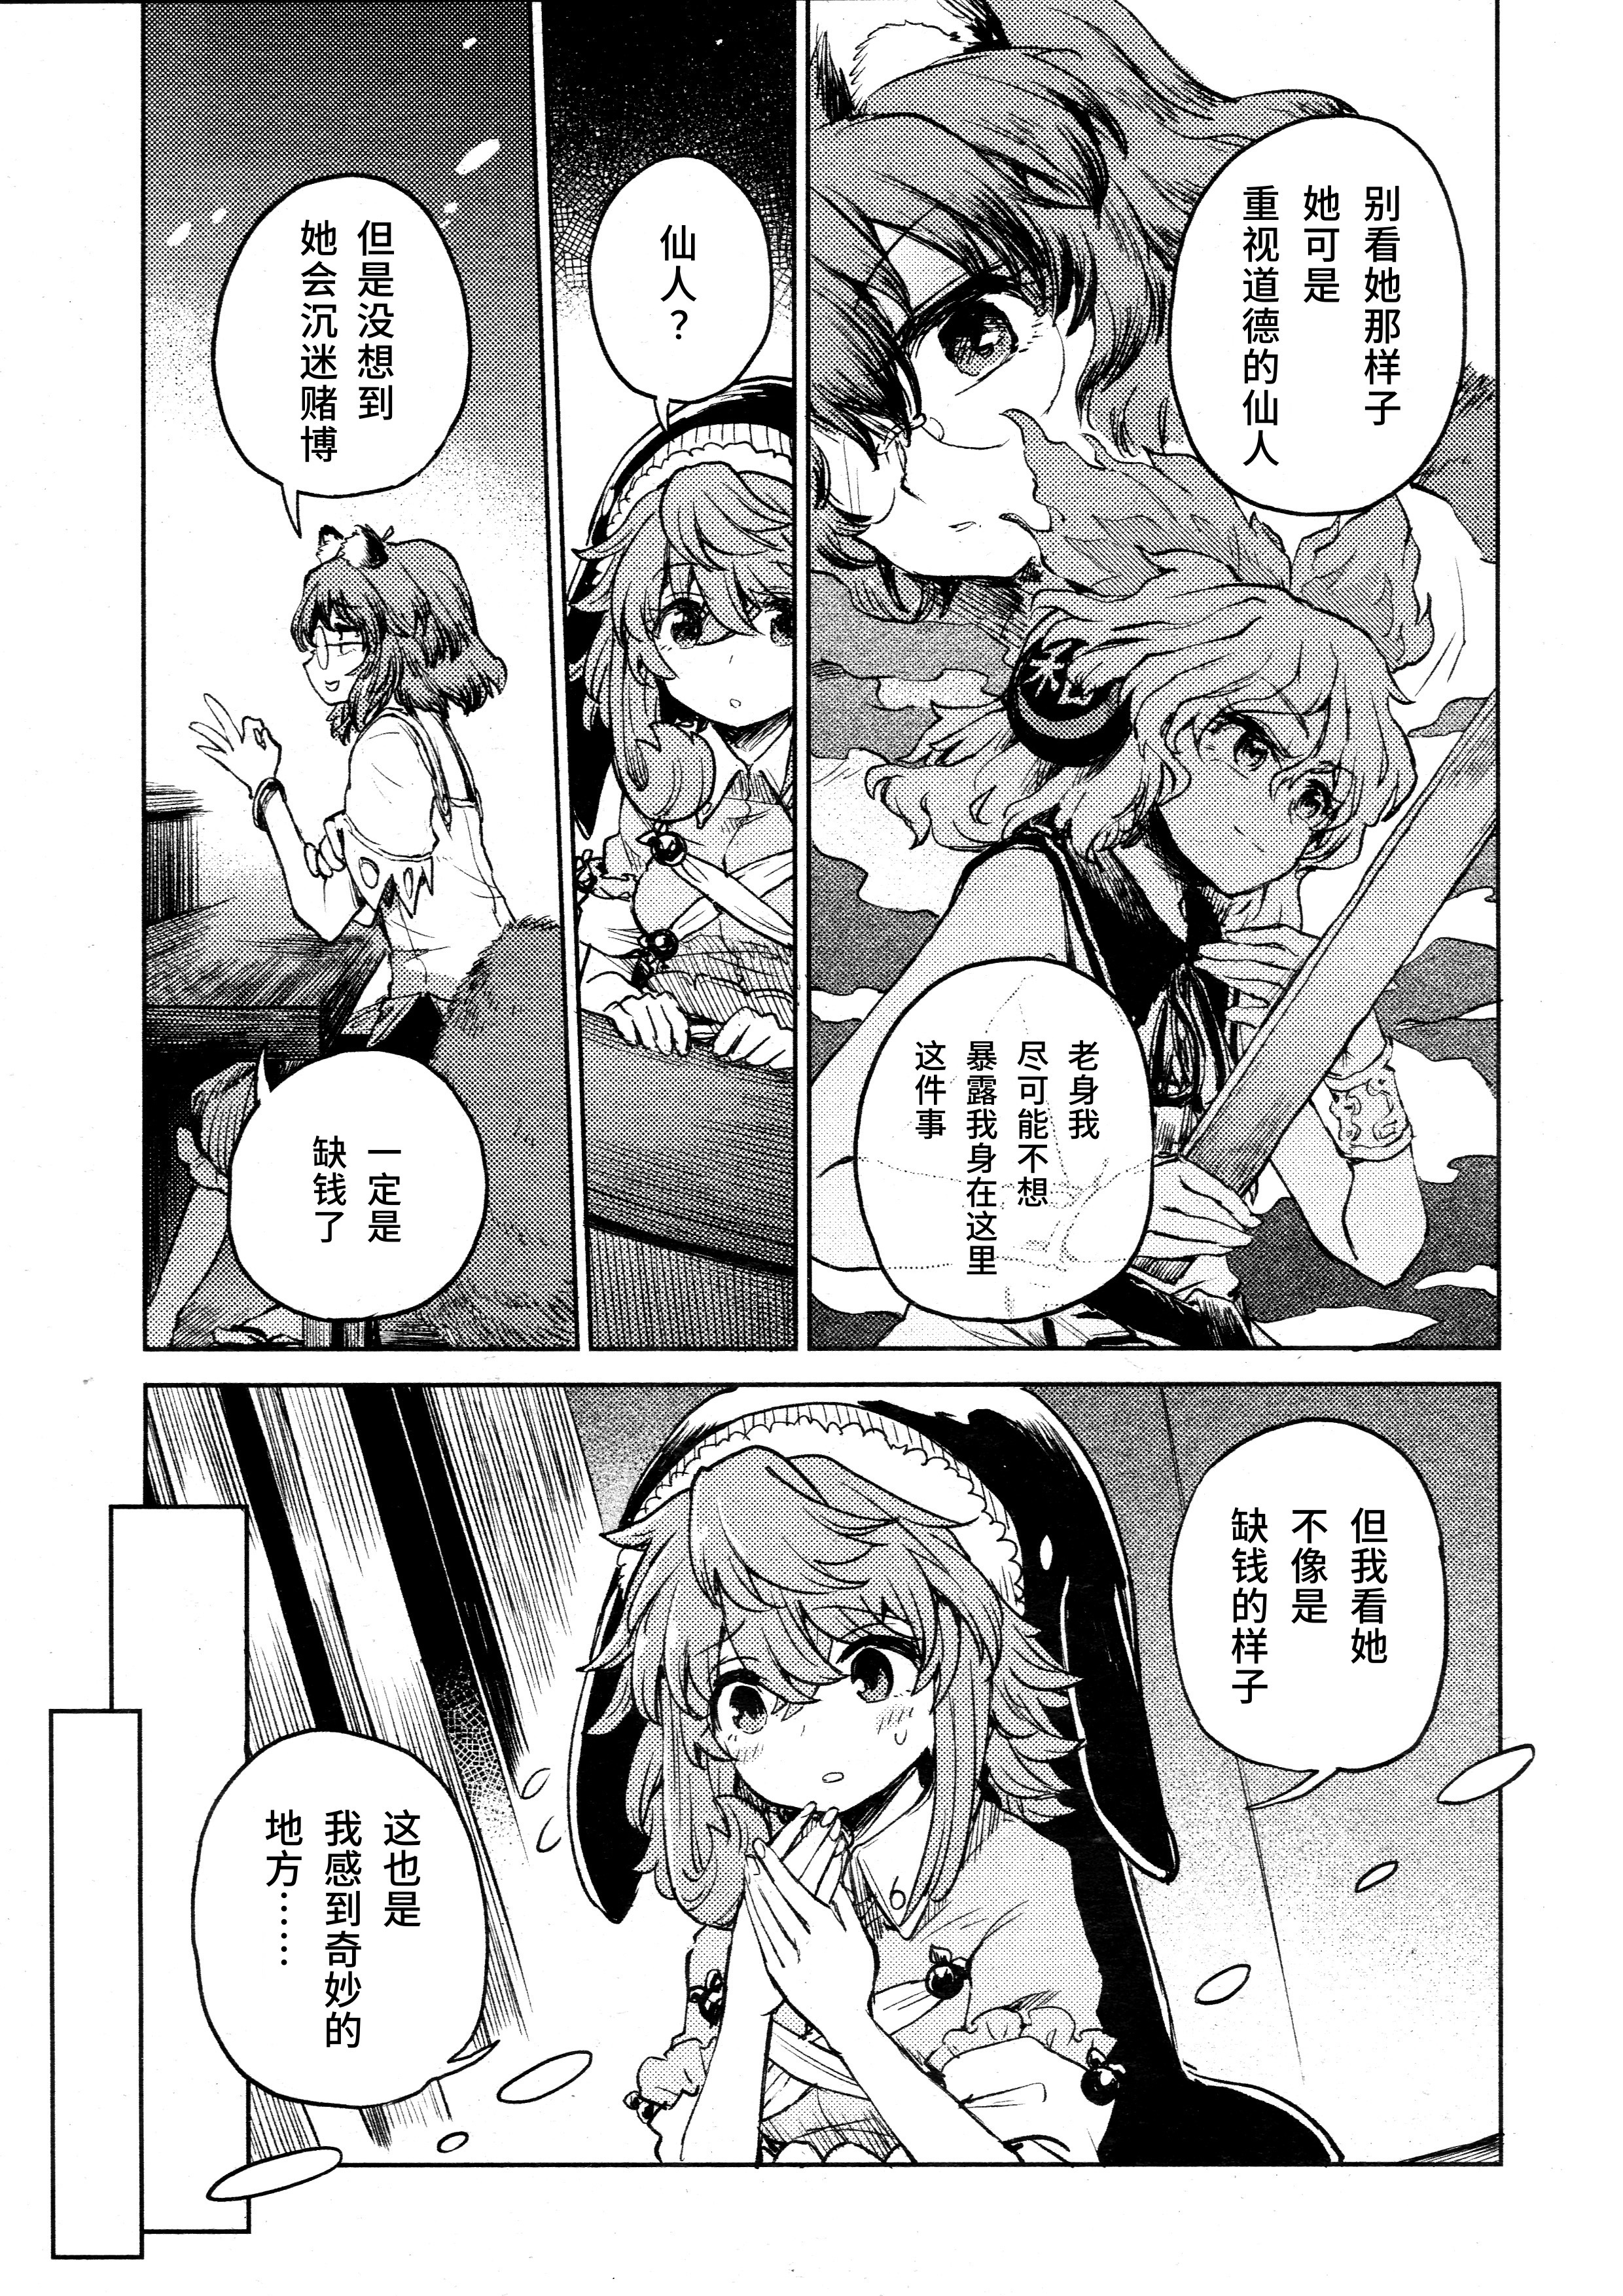 别看她那样子
她可是
重视道德的仙人
老身我
尽可能不想
暴露我身在这里
这件事
仙人？
但是没想到
她会沉迷赌博
一定是
缺钱了
但我看她
不像是
缺钱的样子
这也是
我感到奇妙的
地方……